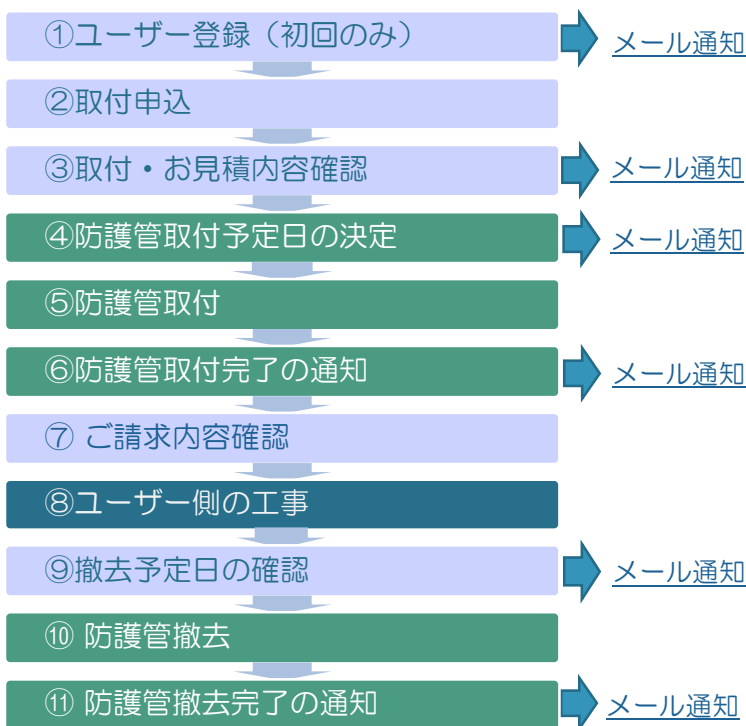 ①ユーザー登録（初回のみ）
メール通知
②取付申込
③取付・お見積内容確認
メール通知
④防護管取付予定日の決定
メール通知
⑤防護管取付
⑥防護管取付完了の通知
メール通知
⑦ ご請求内容確認
⑧ユーザー側の工事
⑨撤去予定日の確認
メール通知
⑩ 防護管撤去
⑪ 防護管撤去完了の通知
メール通知